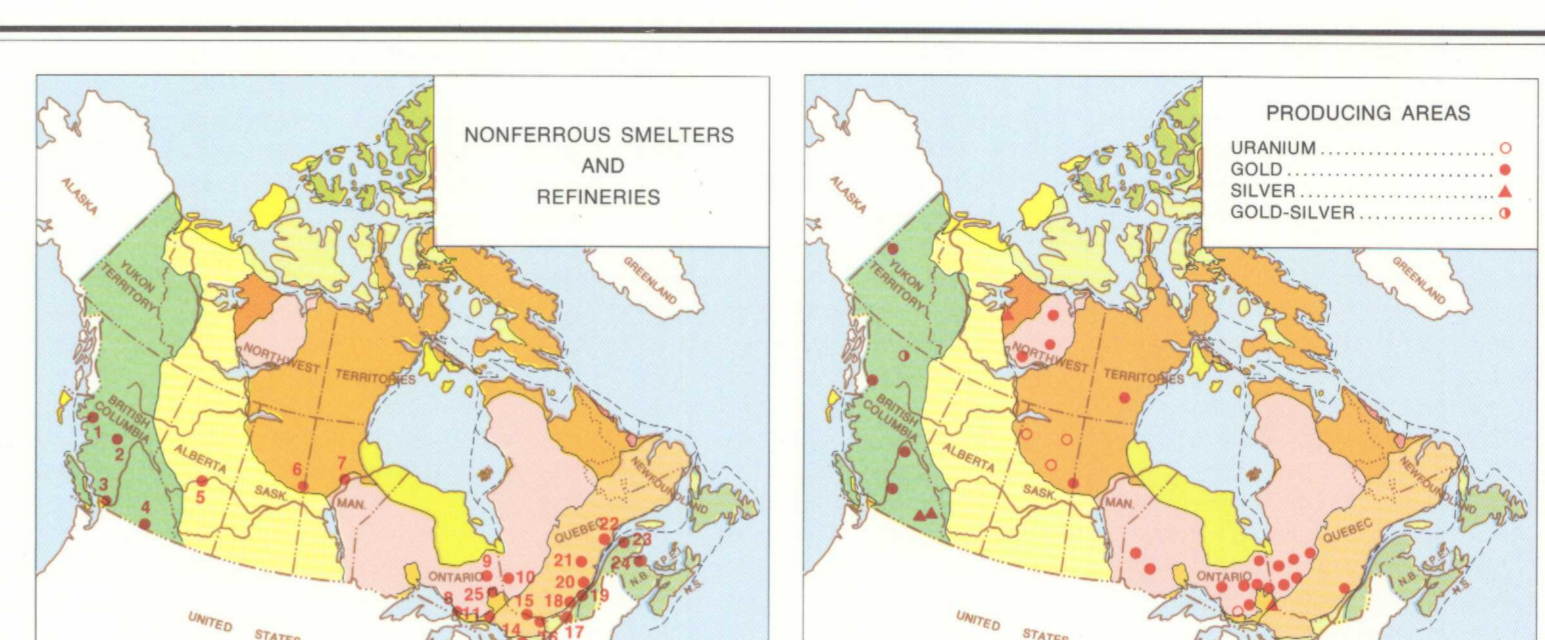 NONFERROUS SMELTERS
AND
REFINERIES
ALASKA
YUKON
TERRITORY
GREENLAND
NORTHWEST TERRITORIES
BRITISH
COLUMBIA
2
ALBERTA
3
4
5
6
7
SASK.
MAN.
NEWFOUNDLAND
QUEBEC
22
23
24
21
N.B.
N.S.
9
ONTARIO
10
20
25
19
8
11
15
18
14
16
17
UNITED STATES
PRODUCING AREAS
URANIUM
GOLD
SILVER
GOLD-SILVER
ALASKA
YUKON
TERRITORY
GREENLAND
NORTHWEST TERRITORIES
BRITISH
COLUMBIA
ALBERTA
SASK.
MAN.
NEWFOUNDLAND
QUEBEC
ONTARIO
N.B.
N.S.
UNITED STATES